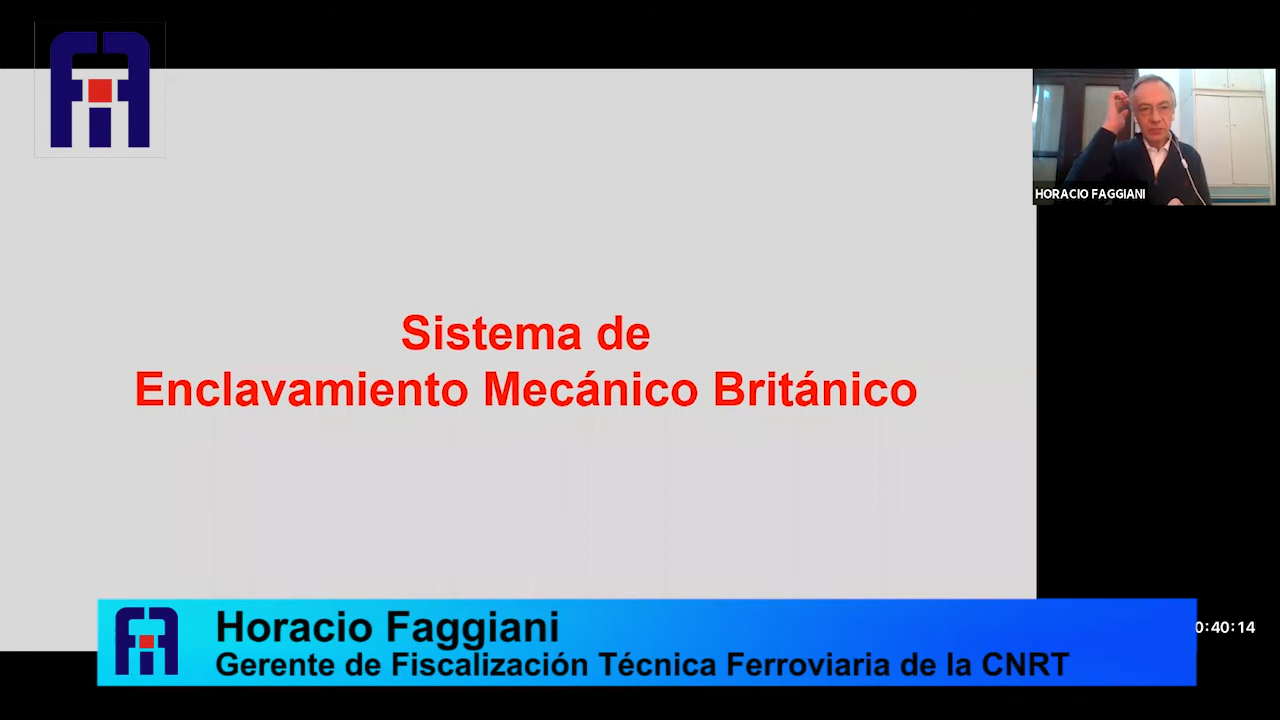 HORACIO FAGGIANI
Sistema de
Enclavamiento Mecánico Británico
Horacio Faggiani
Gerente de Fiscalización Técnica Ferroviaria de la CNRT
0:40:14